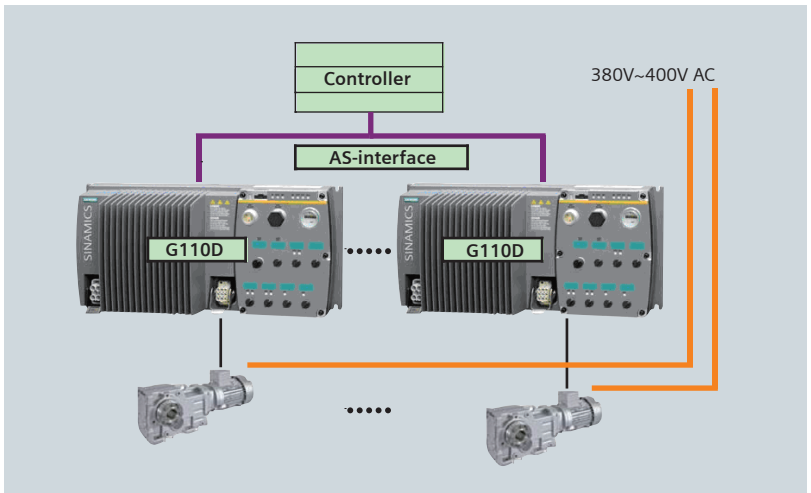 Controller
380V~400V AC
AS-interface
SINAMICS
G110D
SINAMICS
G110D